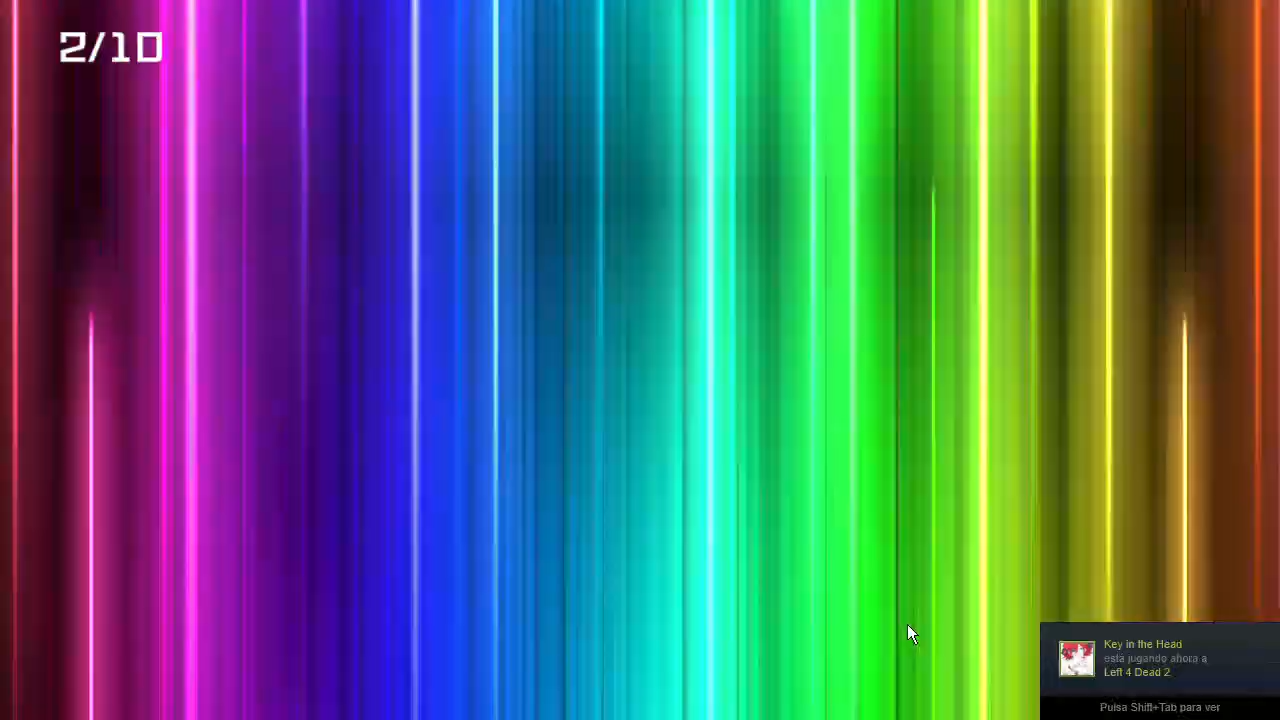 2/10
Key in the Head
está jugando ahora a
Left 4 Dead 2
Pulsa Shift+Tab para ver